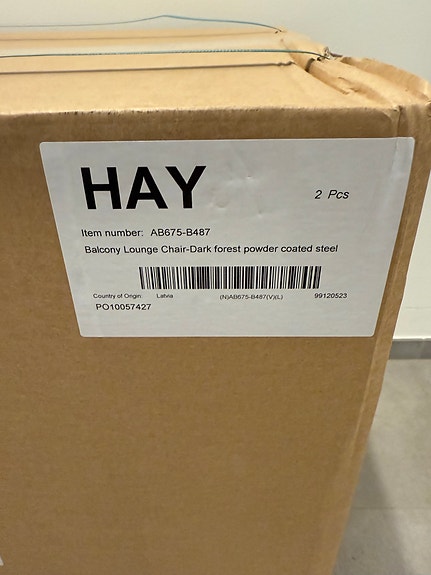 HAY
2 Pcs
Item number: AB675-B487
Balcony Lounge Chair-Dark forest powder coated steel
Country of Origin: Latvia (N)AB675-B487(V)(L) 99120523
PO10057427